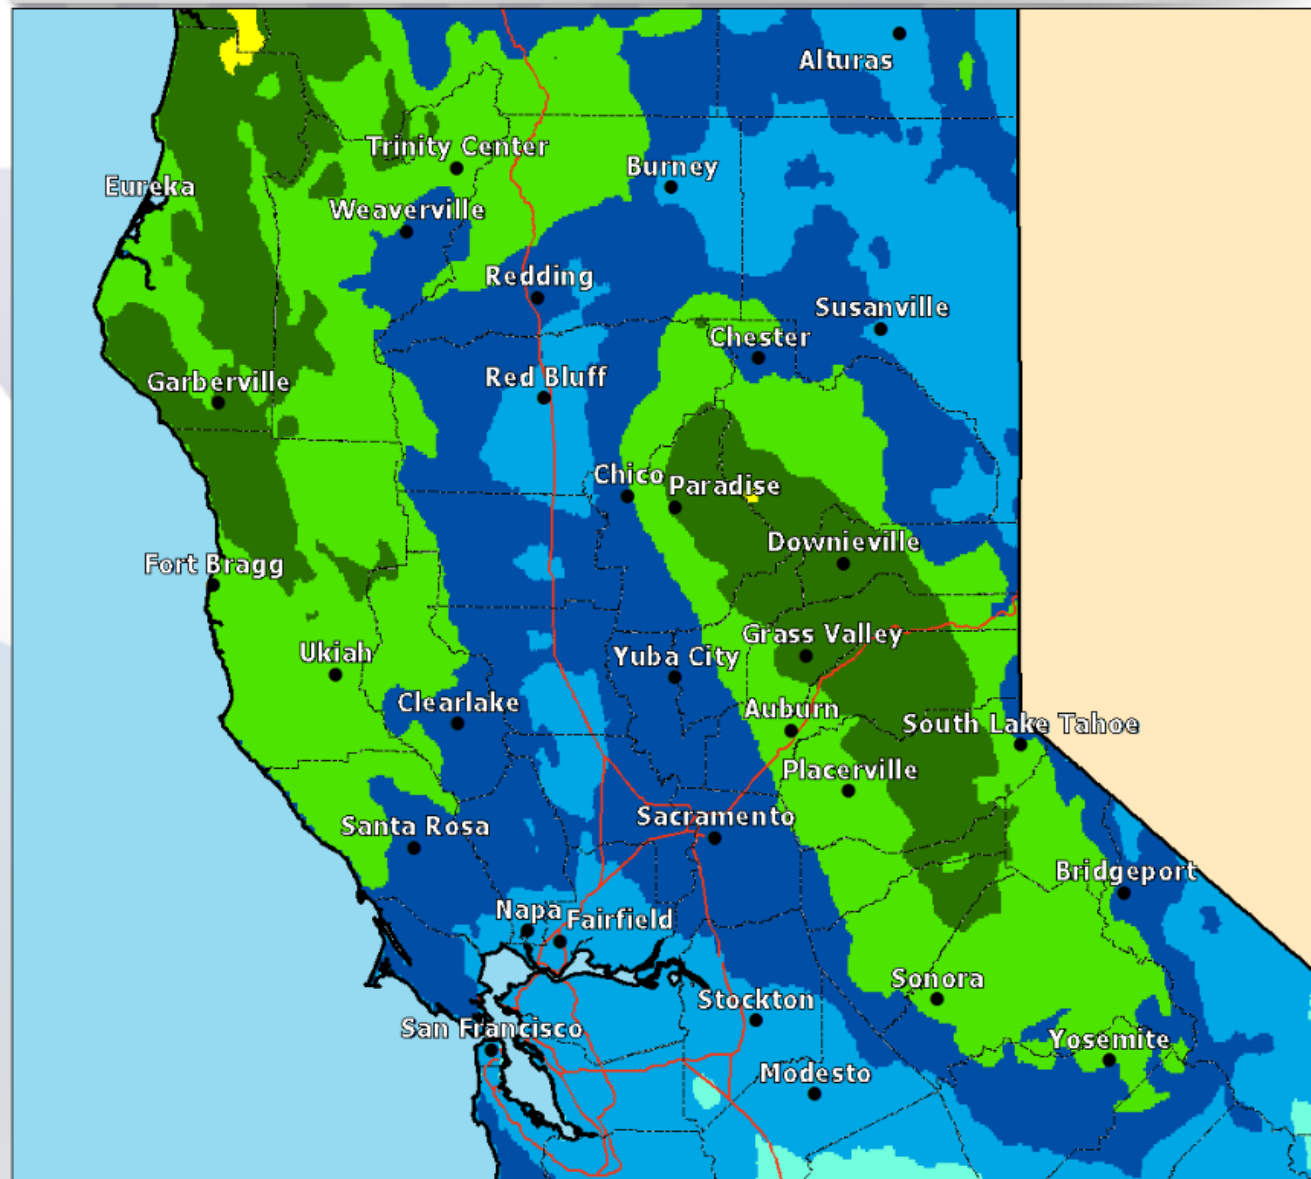 Alturas
Trinity Center
Burney
Eureka
Weaverville
Redding
Susanville
Chester
Red Bluff
Garberville
Chico
Paradise
Downieville
Fort Bragg
Grass Valley
Ukiah
Yuba City
Clearlake
Auburn
South Lake Tahoe
Placerville
Sacramento
Santa Rosa
Bridgeport
Napa
Fairfield
Sonora
Stockton
San Francisco
Yosemite
Modesto